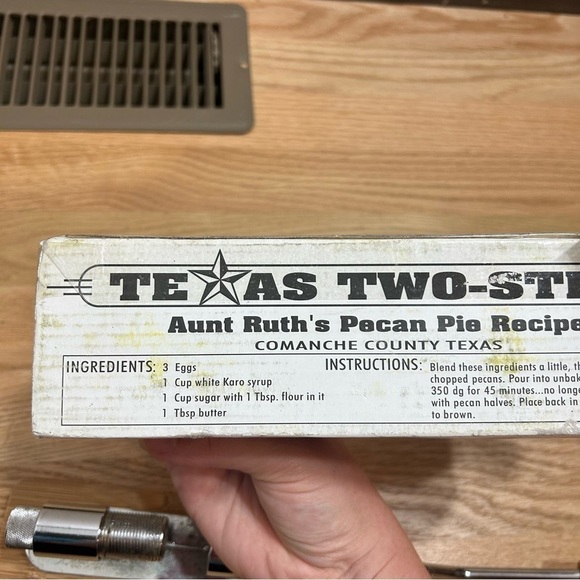 TEXAS TWO-STE
Aunt Ruth's Pecan Pie Recipe
COMANCHE COUNTY TEXAS
INGREDIENTS: 3 Eggs
1 Cup white Karo syrup
1 Cup sugar with 1 Tbsp. flour in it
1 Tbsp butter
INSTRUCTIONS: Blend these ingredients a little, th
chopped pecans. Pour into unbak
350 dg for 45 minutes...no longe
with pecan halves. Place back in
to brown.